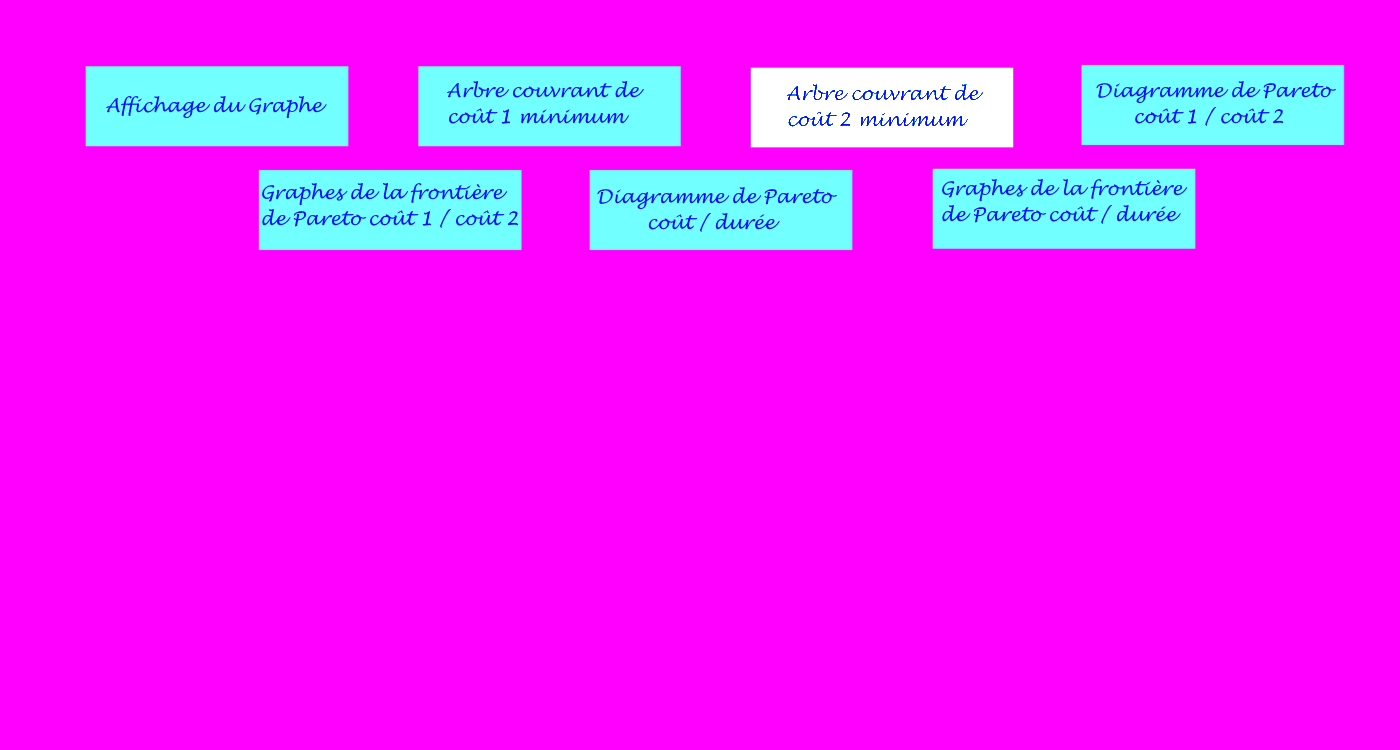 Affichage du Graphe
Arbre couvrant de
coût 1 minimum
Arbre couvrant de
coût 2 minimum
Diagramme de Pareto
coût 1 / coût 2
Graphes de la frontière
de Pareto coût 1 / coût 2
Diagramme de Pareto
coût / durée
Graphes de la frontière
de Pareto coût / durée